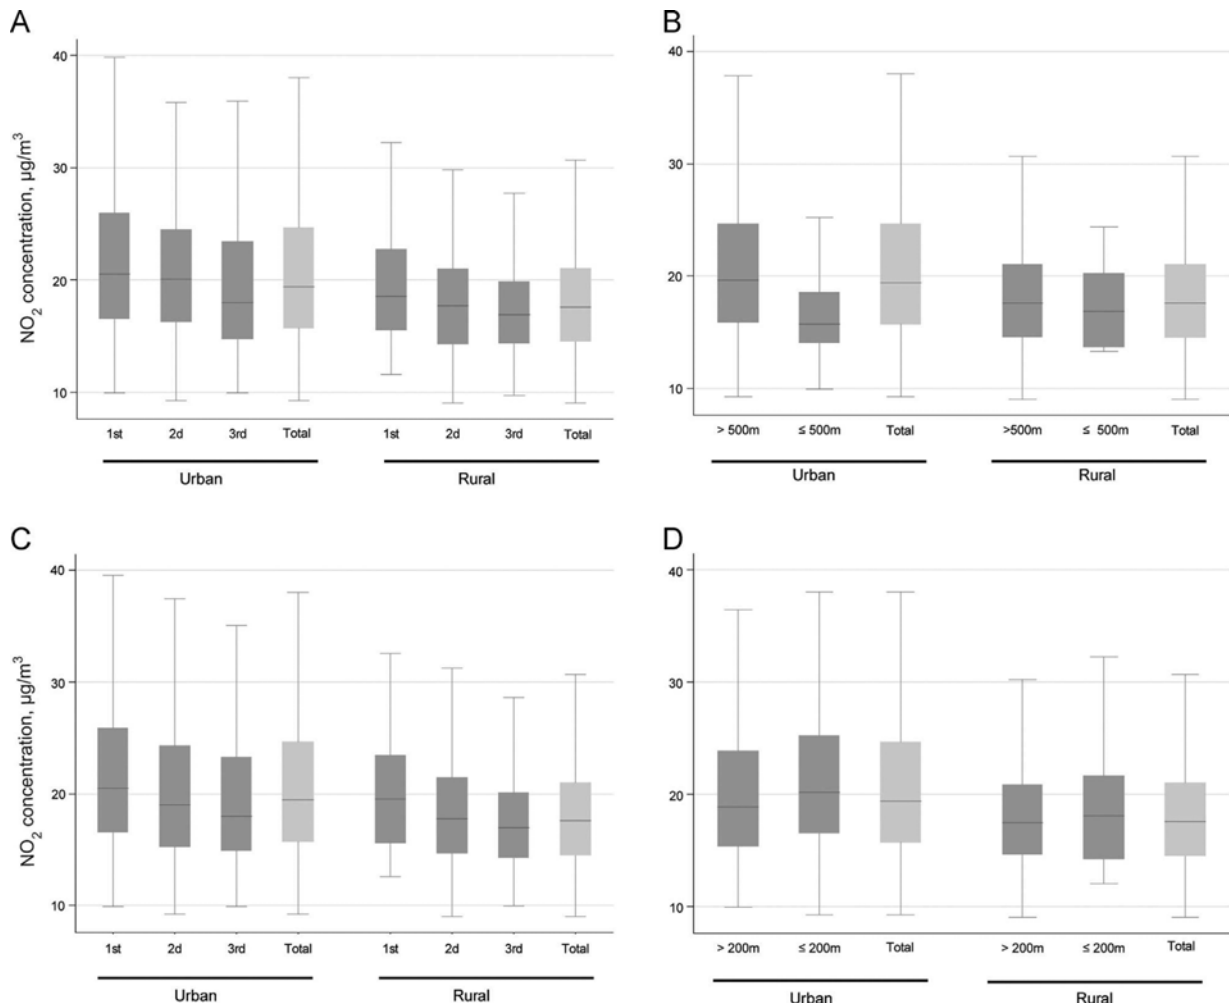 A
NO2 concentration, µg/m³
40
30
20
10
1st 2d 3rd Total 1st 2d 3rd Total
Urban Rural
B
40
30
20
10
> 500m ≤ 500m Total >500m ≤ 500m Total
Urban Rural
C
NO2 concentration, µg/m³
40
30
20
10
1st 2d 3rd Total 1st 2d 3rd Total
Urban Rural
D
40
30
20
10
> 200m ≤ 200m Total > 200m ≤ 200m Total
Urban Rural